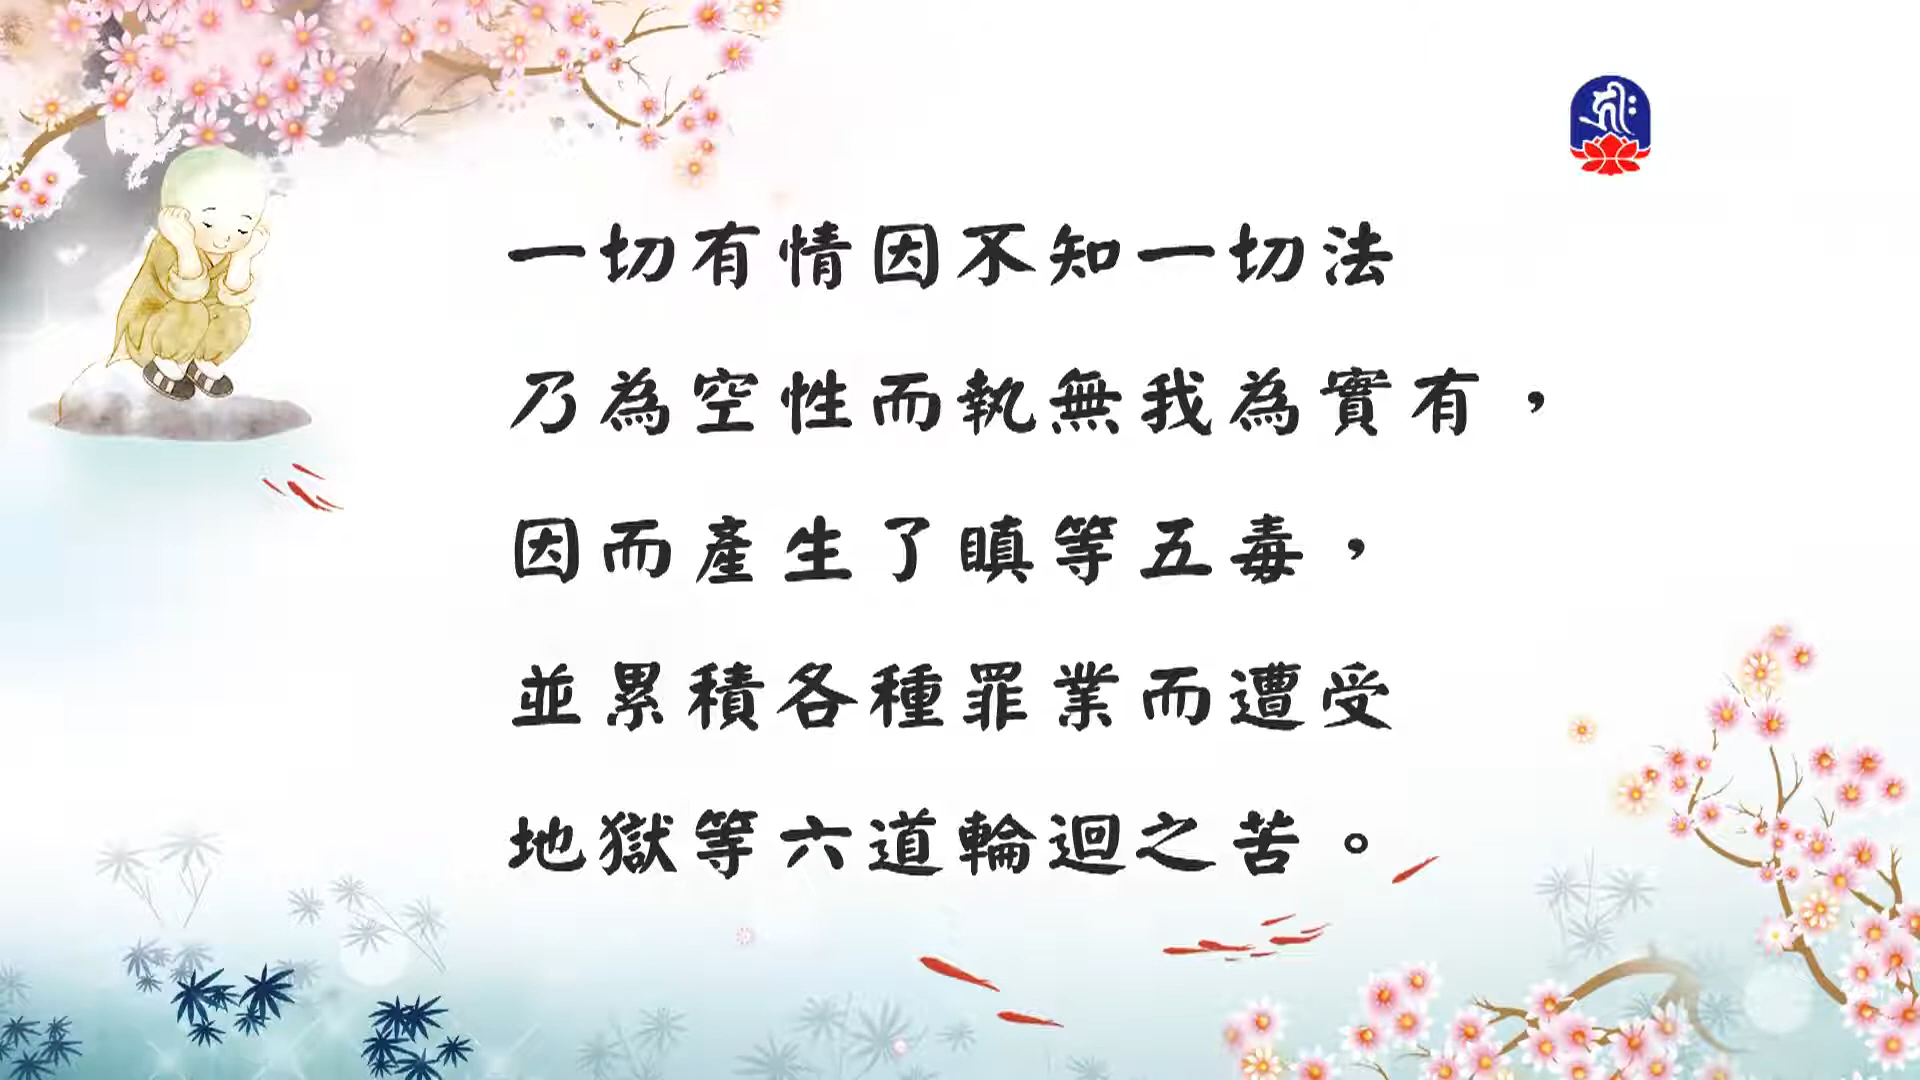 一切有情因不知一切法
乃為空性而執無我為實有，
因而產生了瞋等五毒，
並累積各種罪業而遭受
地獄等六道輪迴之苦。